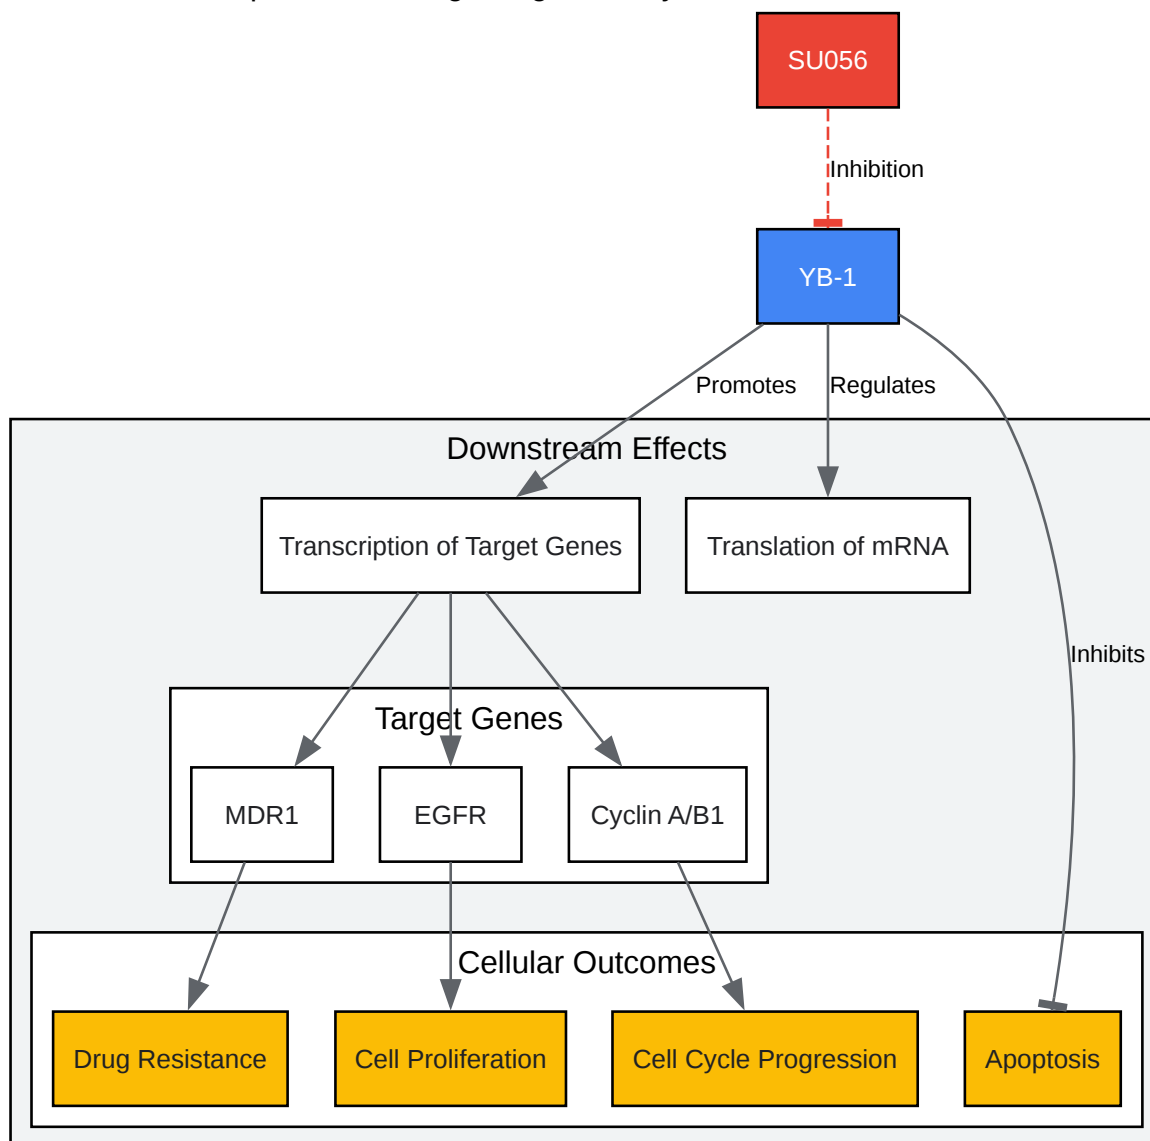 SU056
Inhibition
YB-1
Promotes
Regulates
Downstream Effects
Transcription of Target Genes
Translation of mRNA
Inhibits
Target Genes
MDR1
EGFR
Cyclin A/B1
Cellular Outcomes
Drug Resistance
Cell Proliferation
Cell Cycle Progression
Apoptosis